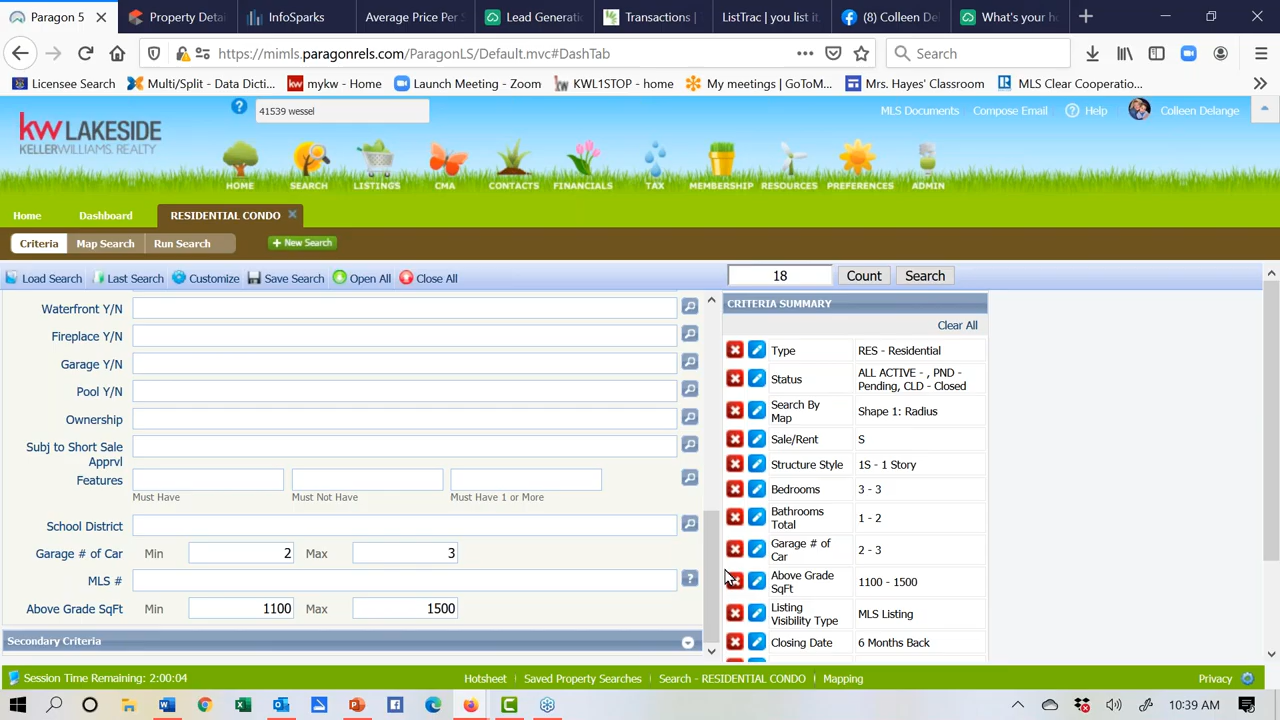 Paragon 5
Property Detai
InfoSparks
Average Price Per S
Lead Generati
Transactions |
ListTrac | you list it.
(8) Colleen Del
What's your ho
https://mimls.paragonrels.com/ParagonLS/Default.mvc#DashTab
Search
Licensee Search
Multi/Split - Data Dicti...
mykw - Home
Launch Meeting - Zoom
KWL1STOP - home
My meetings | GoToM...
Mrs. Hayes' Classroom
MLS Clear Cooperatio...
41539 wessel
MLS Documents
Compose Email
Help
Colleen Delange
kw LAKESIDE
KELLERWILLIAMS. REALTY
HOME
SEARCH
LISTINGS
CMA
CONTACTS
FINANCIALS
TAX
MEMBERSHIP
RESOURCES
PREFERENCES
ADMIN
Home
Dashboard
RESIDENTIAL CONDO
Criteria
Map Search
Run Search
New Search
Load Search
Last Search
Customize
Save Search
Open All
Close All
18
Count
Search
Waterfront Y/N
Fireplace Y/N
Garage Y/N
Pool Y/N
Ownership
Subj to Short Sale
Apprvl
Features
Must Have
Must Not Have
Must Have 1 or More
School District
Garage # of Car Min 2 Max 3
MLS #
Above Grade SqFt Min 1100 Max 1500
Secondary Criteria
CRITERIA SUMMARY
Clear All
Type RES - Residential
Status ALL ACTIVE - , PND -
Pending, CLD - Closed
Search By
Map Shape 1: Radius
Sale/Rent S
Structure Style 1S - 1 Story
Bedrooms 3 - 3
Bathrooms
Total 1 - 2
Garage # of
Car 2 - 3
Above Grade
SqFt 1100 - 1500
Listing
Visibility Type MLS Listing
Closing Date 6 Months Back
Session Time Remaining: 2:00:04
Hotsheet
Saved Property Searches
Search - RESIDENTIAL CONDO
Mapping
Privacy
10:39 AM